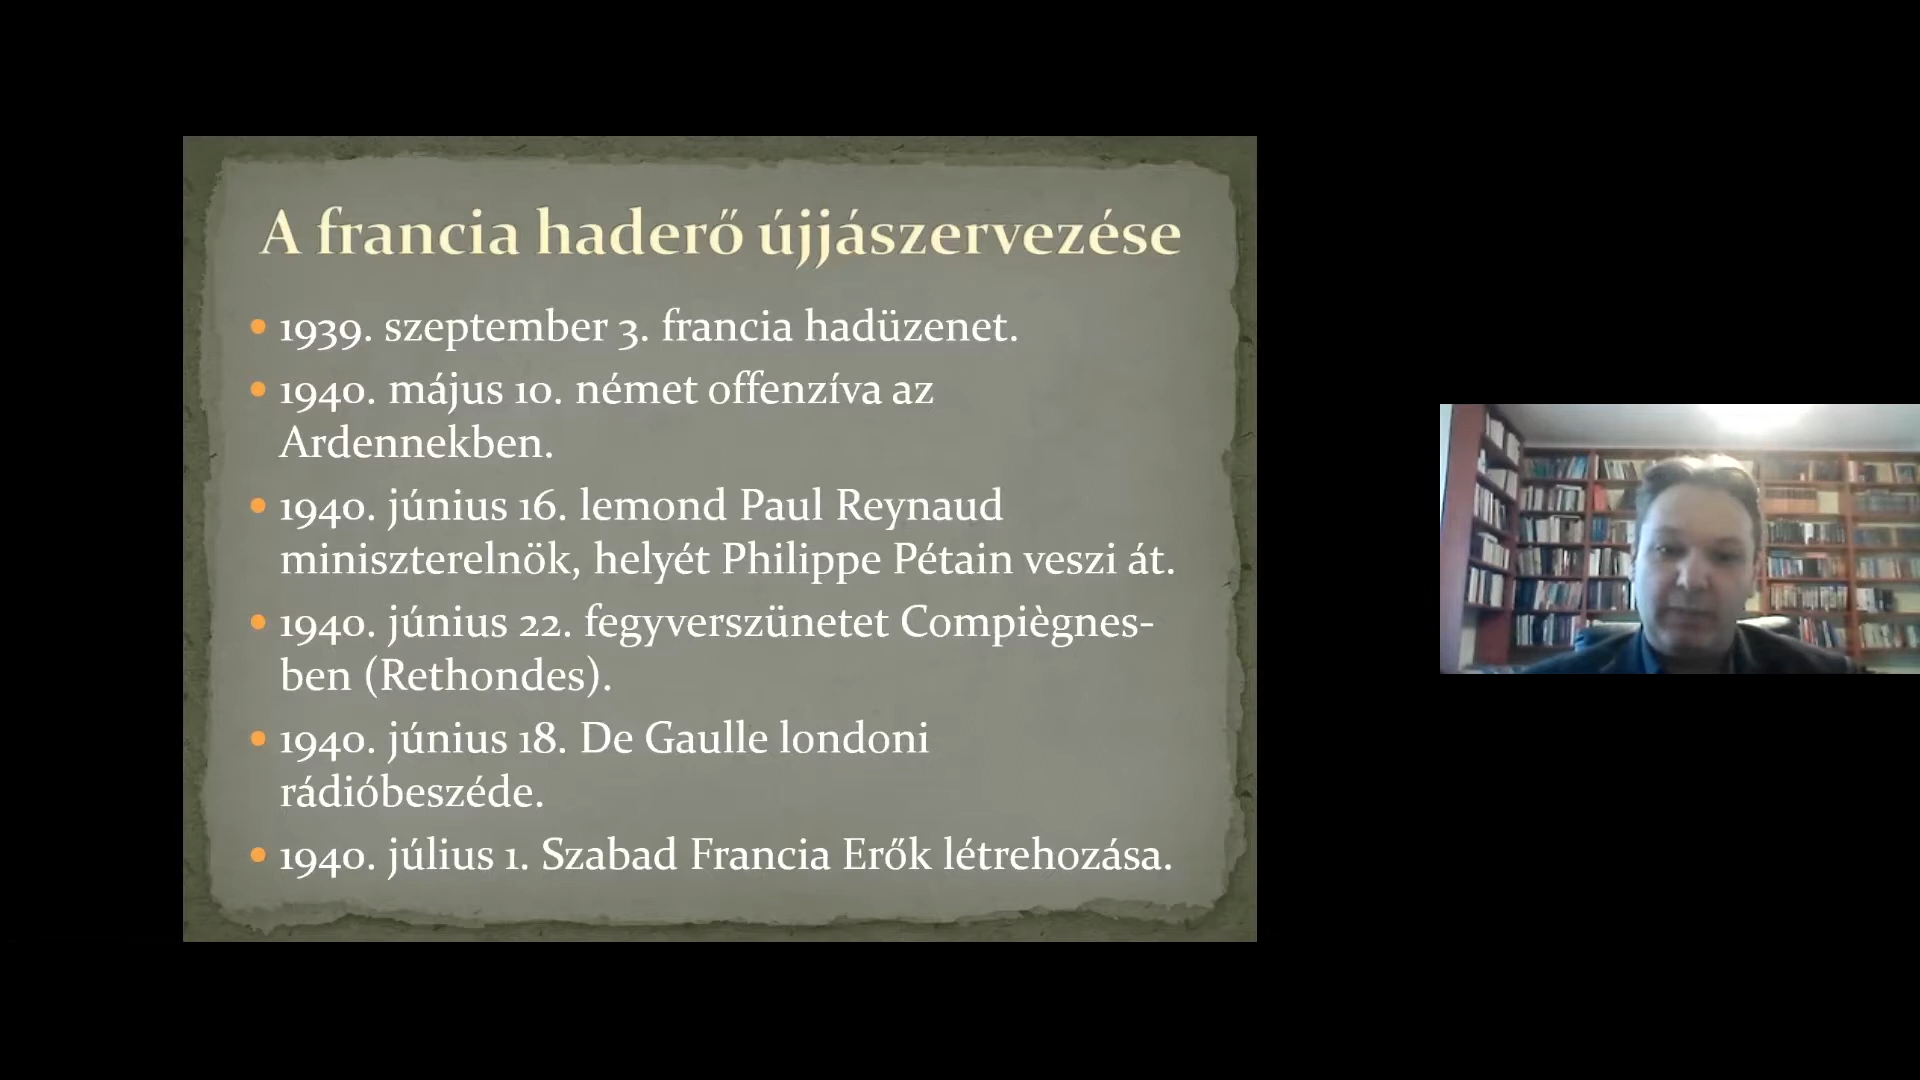 A francia haderő újjászervezése
1939. szeptember 3. francia hadüzenet.
1940. május 10. német offenzíva az
Ardennekben.
1940. június 16. lemond Paul Reynaud
miniszterelnök, helyét Philippe Pétain veszi át.
1940. június 22. fegyverszünetet Compiègnes-
ben (Rethondes).
1940. június 18. De Gaulle londoni
rádióbeszéde.
1940. július 1. Szabad Francia Erők létrehozása.